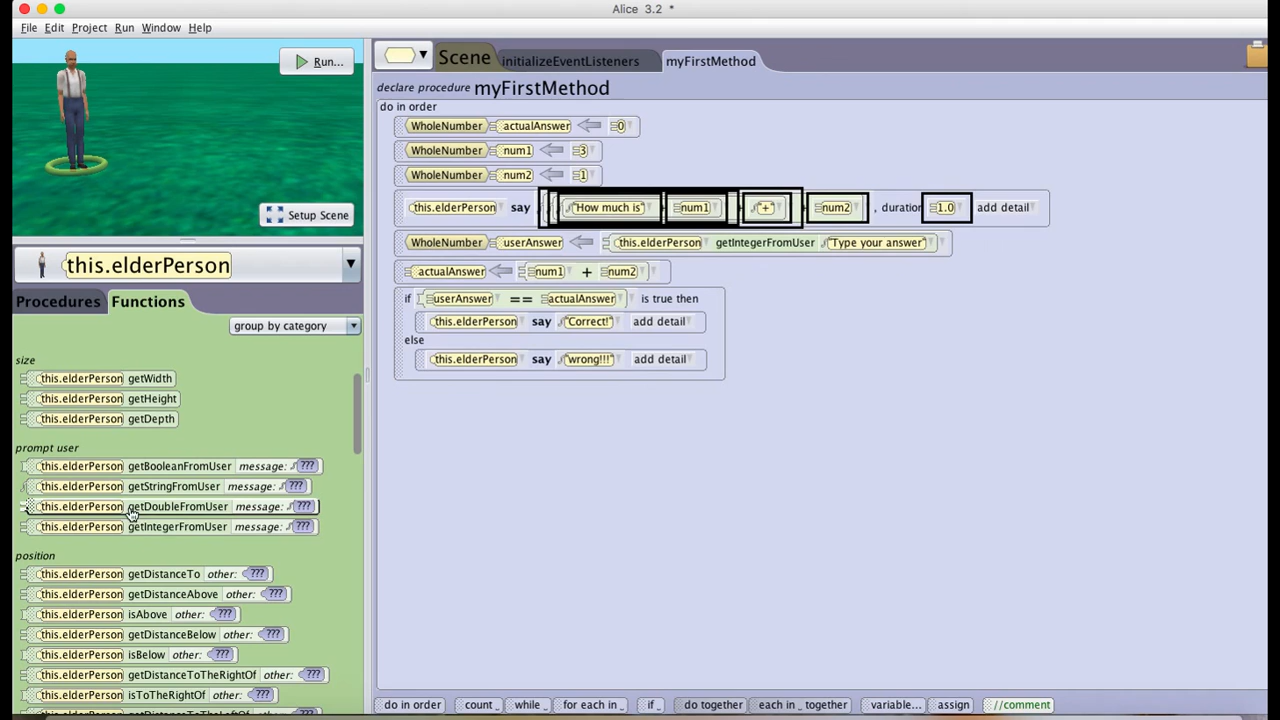 Alice 3.2 *
File Edit Project Run Window Help
Run...
Setup Scene
this.elderPerson
Procedures Functions
group by category
size
this.elderPerson getWidth
this.elderPerson getHeight
this.elderPerson getDepth
prompt user
this.elderPerson getBooleanFromUser message: ???
this.elderPerson getStringFromUser message: ???
this.elderPerson getDoubleFromUser message: ???
this.elderPerson getIntegerFromUser message: ???
position
this.elderPerson getDistanceTo other: ???
this.elderPerson getDistanceAbove other: ???
this.elderPerson isAbove other: ???
this.elderPerson getDistanceBelow other: ???
this.elderPerson isBelow other: ???
this.elderPerson getDistanceToTheRightOf other: ???
this.elderPerson isToTheRightOf other: ???
Scene initializeEventListeners myFirstMethod
declare procedure myFirstMethod
do in order
WholeNumber actualAnswer 0
WholeNumber num1 3
WholeNumber num2 1
this.elderPerson say "How much is" num1 "+" num2 , duration 1.0 add detail
WholeNumber userAnswer this.elderPerson getIntegerFromUser "Type your answer"
actualAnswer num1 + num2
if userAnswer == actualAnswer is true then
this.elderPerson say "Correct!" add detail
else
this.elderPerson say "wrong!!!" add detail
do in order count _ while _ for each in _ if _ do together each in _ together variable... assign //comment